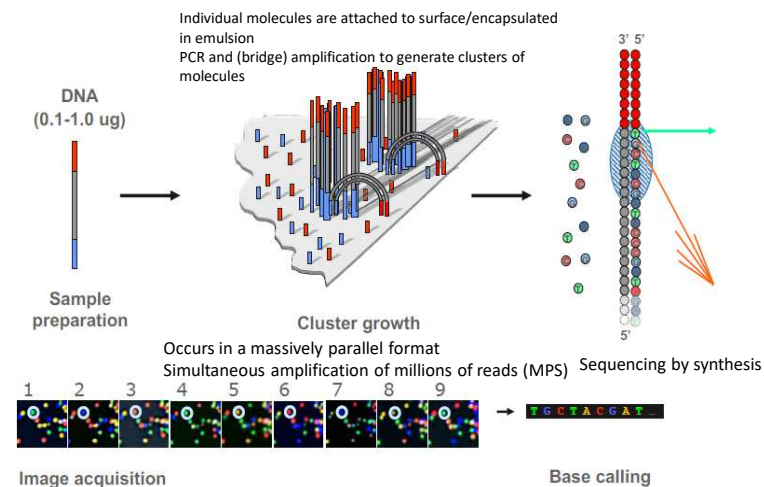 Individual molecules are attached to surface/encapsulated
in emulsion
PCR and (bridge) amplification to generate clusters of
molecules
3’ 5’
DNA
(0.1-1.0 ug)
Sample
preparation
Cluster growth
5’
Occurs in a massively parallel format
Simultaneous amplification of millions of reads (MPS)
Sequencing by synthesis
1 2 3 4 5 6 7 8 9
T G C T A C G A T ...
Image acquisition
Base calling